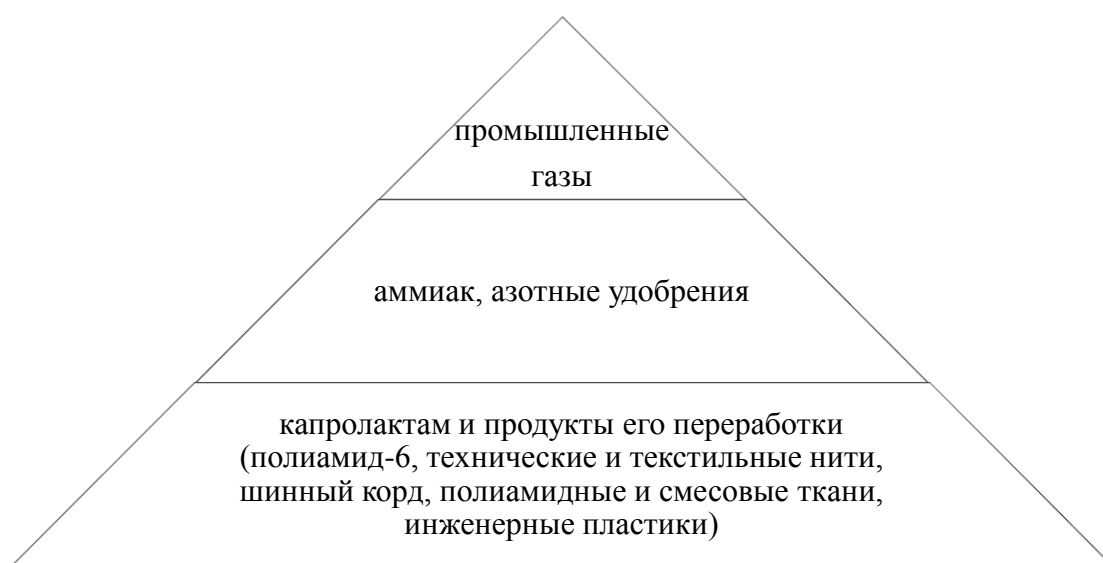 промышленные
газы
аммиак, азотные удобрения
капролактам и продукты его переработки
(полиамид-6, технические и текстильные нити,
шинный корд, полиамидные и смесовые ткани,
инженерные пластики)